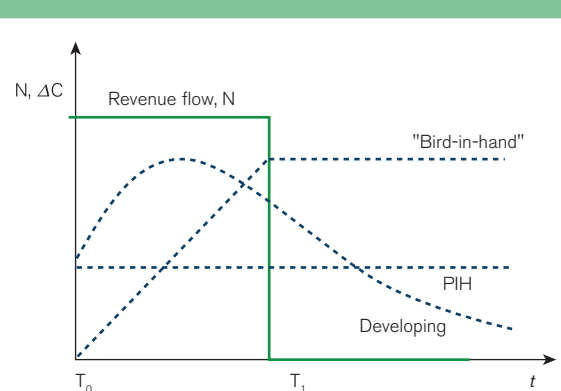 N, ΔC
Revenue flow, N
"Bird-in-hand"
PIH
Developing
T₀
T₁
t